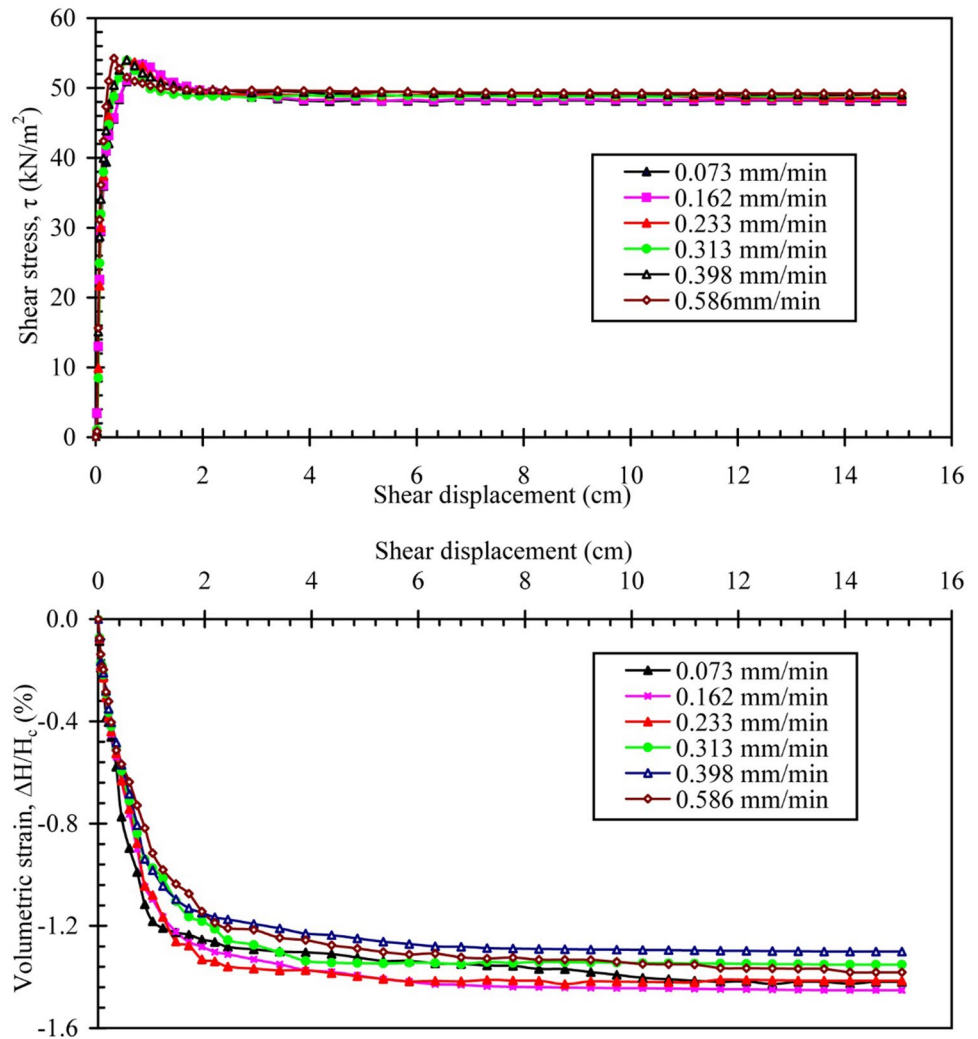 60
50
40
30
20
10
0
Shear stress, τ (kN/m²)
0.073 mm/min
0.162 mm/min
0.233 mm/min
0.313 mm/min
0.398 mm/min
0.586mm/min
0 2 4 6 8 10 12 14 16
Shear displacement (cm)
Shear displacement (cm)
0 2 4 6 8 10 12 14 16
0.0
-0.4
-0.8
-1.2
-1.6
Volumetric strain, ΔH/Hc (%)
0.073 mm/min
0.162 mm/min
0.233 mm/min
0.313 mm/min
0.398 mm/min
0.586 mm/min